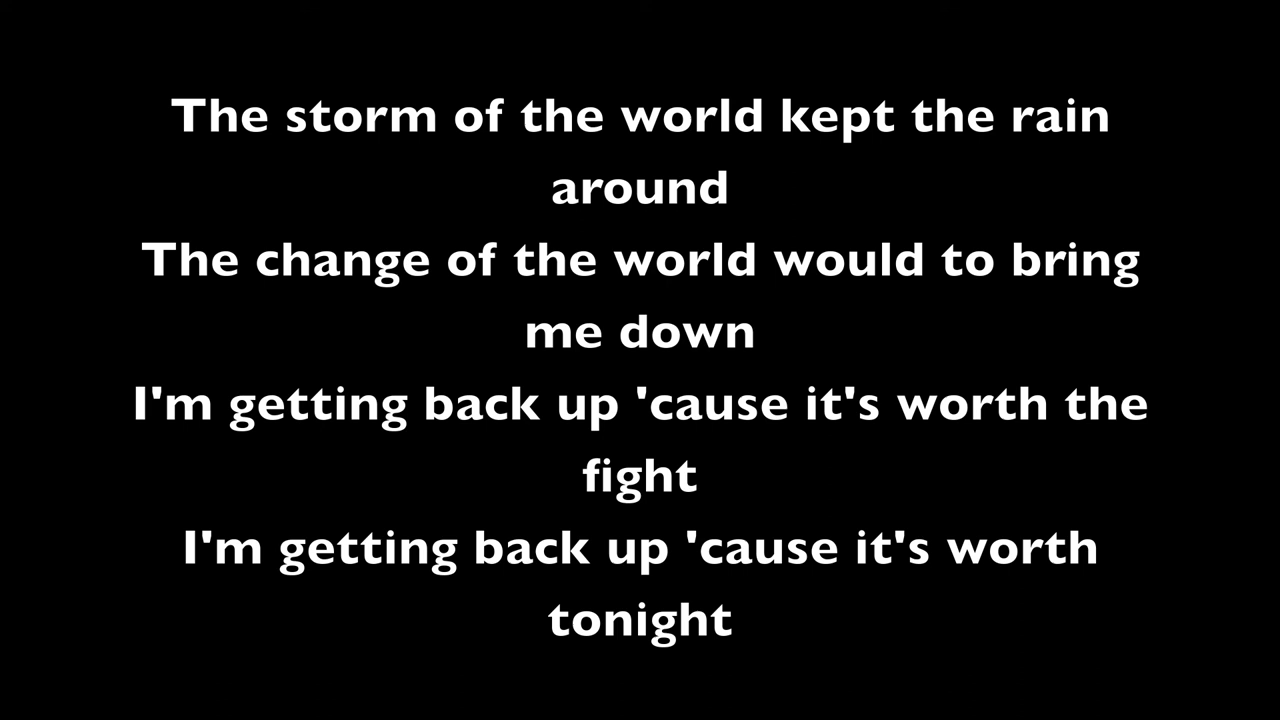 The storm of the world kept the rain
around
The change of the world would to bring
me down
I'm getting back up 'cause it's worth the
fight
I'm getting back up 'cause it's worth
tonight